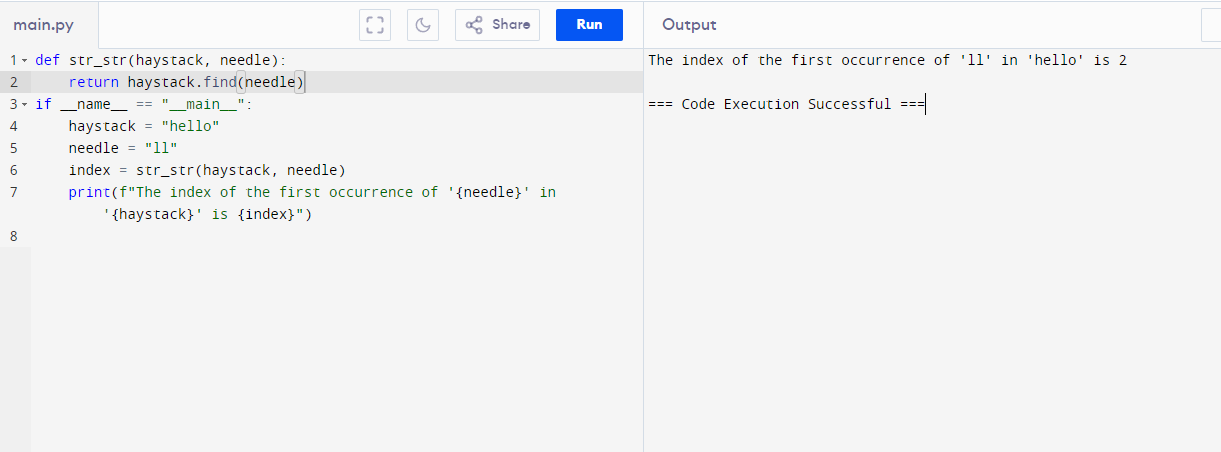 main.py
Share
Run
Output
1 def str_str(haystack, needle):
2     return haystack.find(needle)
3 if __name__ == "__main__":
4     haystack = "hello"
5     needle = "ll"
6     index = str_str(haystack, needle)
7     print(f"The index of the first occurrence of '{needle}' in
        '{haystack}' is {index}")
8
The index of the first occurrence of 'll' in 'hello' is 2
=== Code Execution Successful ===